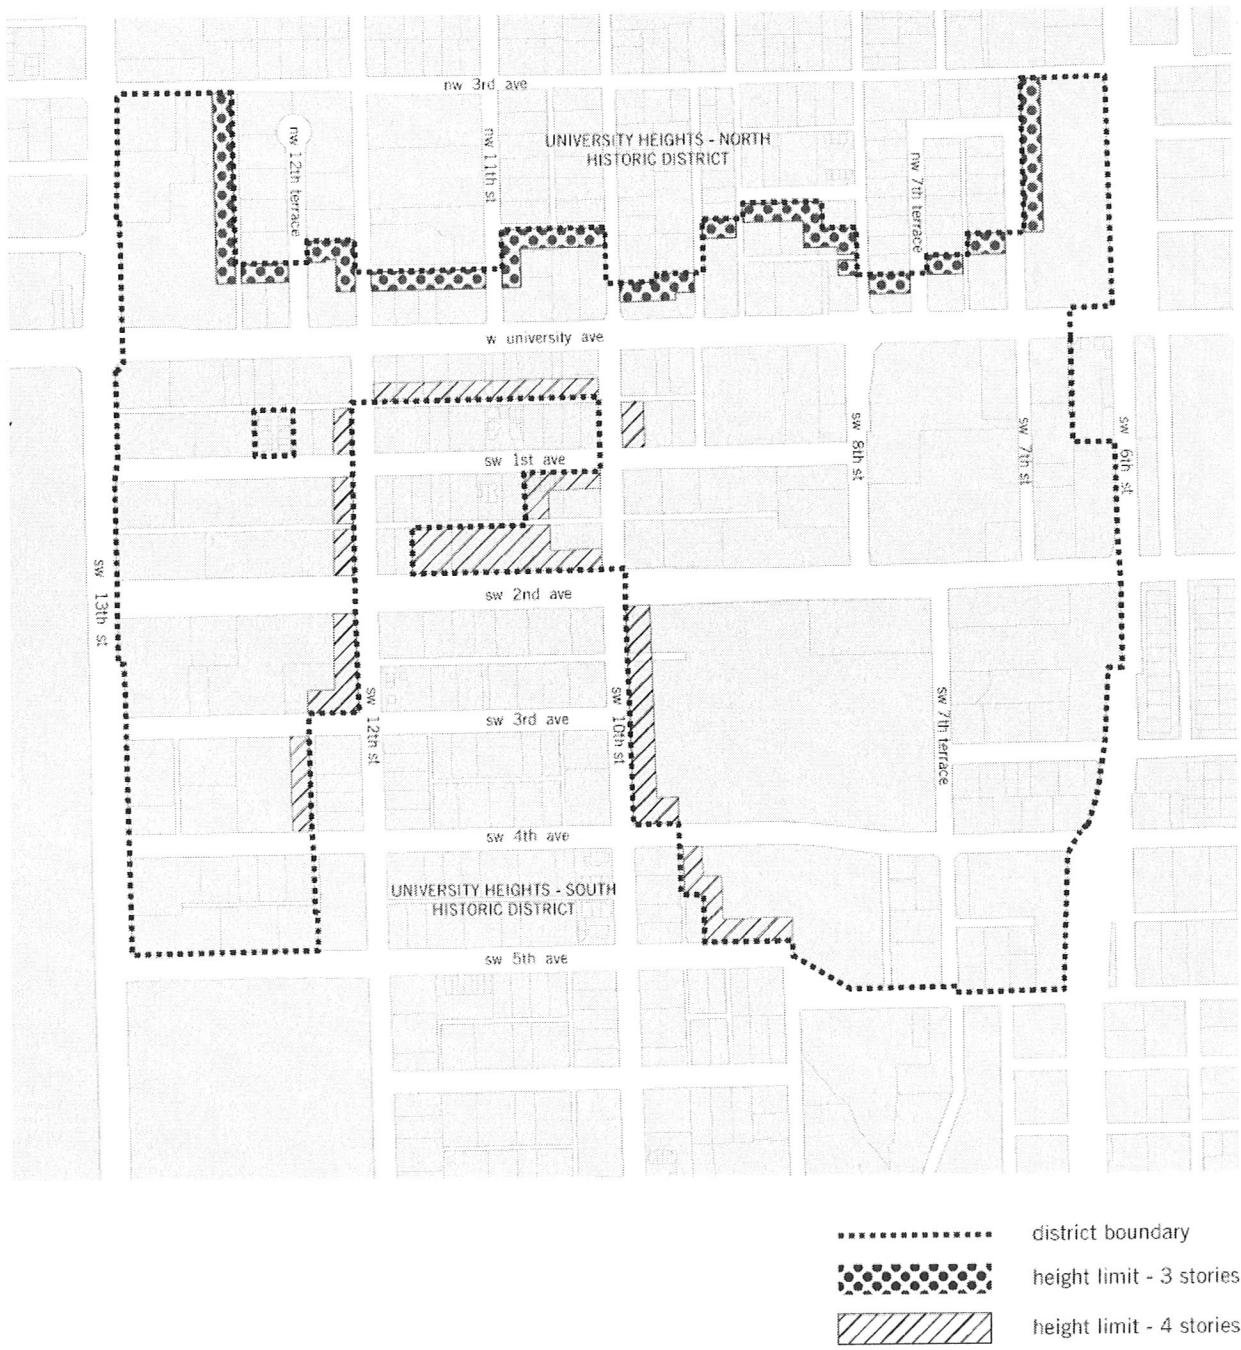 nw 3rd ave
nw 12th terrace
nw 11th st
UNIVERSITY HEIGHTS - NORTH
HISTORIC DISTRICT
nw 7th terrace
w university ave
sw 8th st
sw 7th st
sw 6th st
sw 1st ave
sw 13th st
sw 2nd ave
sw 12th st
sw 3rd ave
sw 10th st
sw 7th terrace
sw 4th ave
UNIVERSITY HEIGHTS - SOUTH
HISTORIC DISTRICT
sw 5th ave
district boundary
height limit - 3 stories
height limit - 4 stories